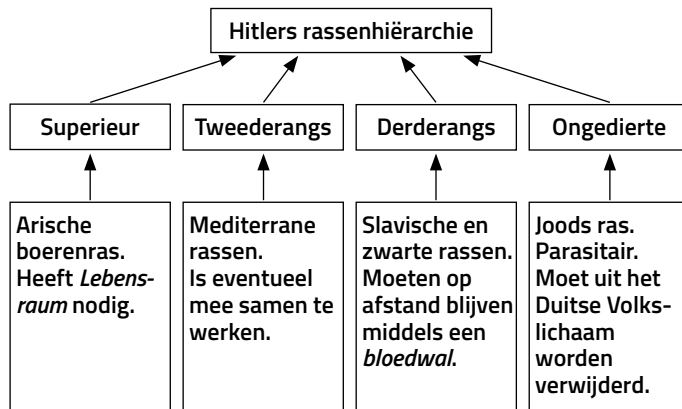 Hitlers rassenhiërarchie
Superieur
Tweederangs
Derderangs
Ongedierte
Arische
boerenras.
Heeft Lebens-
raum nodig.
Mediterrane
rassen.
Is eventueel
mee samen te
werken.
Slavische en
zwarte rassen.
Moeten op
afstand blijven
middels een
bloedwal.
Joods ras.
Parasitair.
Moet uit het
Duitse Volks-
lichaam
worden
verwijderd.